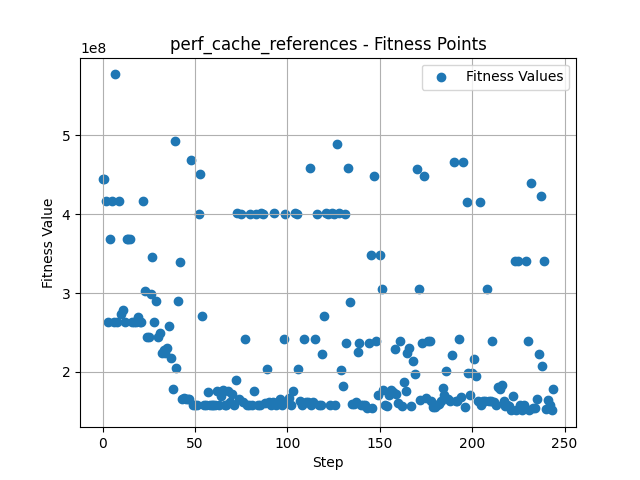 perf_cache_references - Fitness Points
1e8
Fitness Values
5
4
3
2
Fitness Value
0
50
100
150
200
250
Step